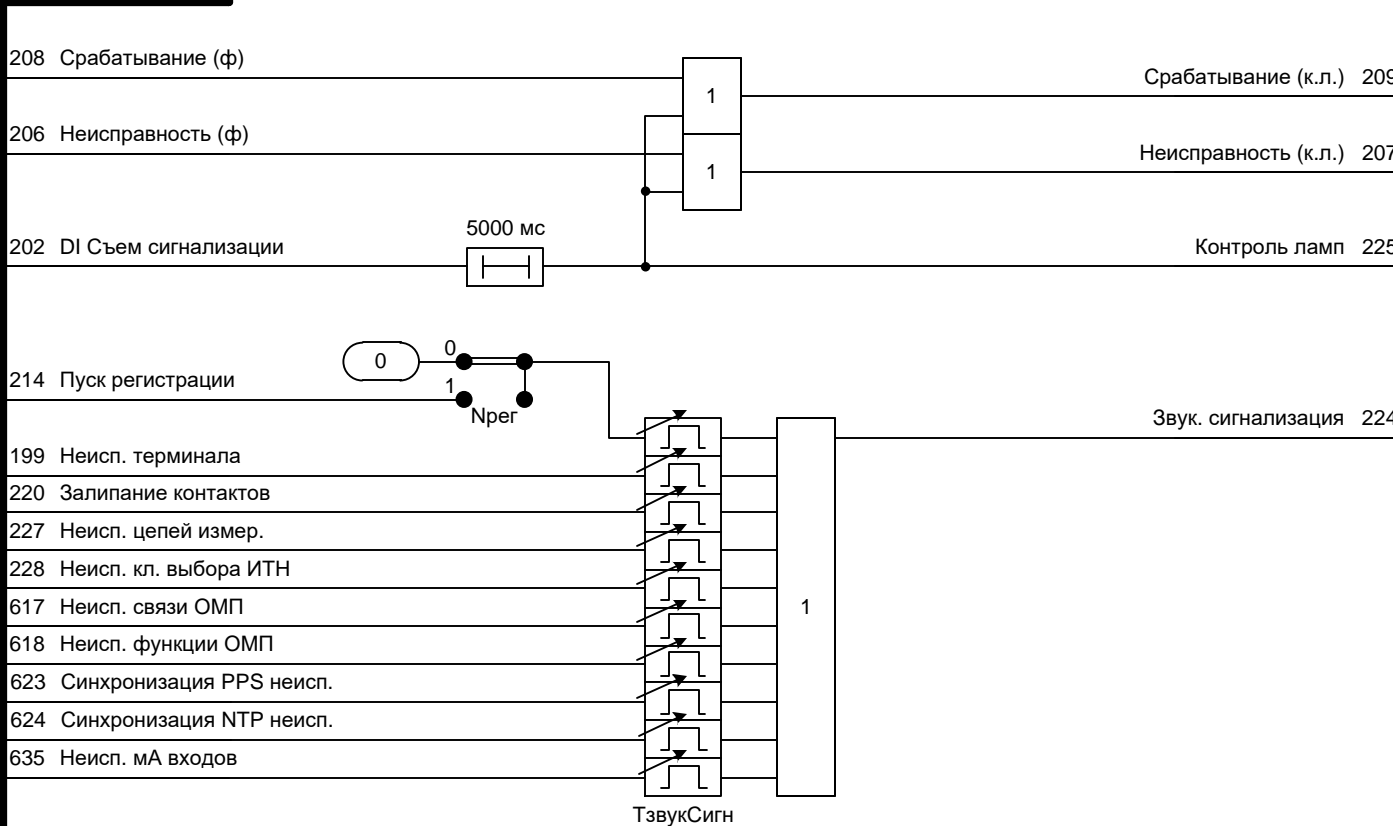 208 Срабатывание (ф)
1
Срабатывание (к.л.) 209
206 Неисправность (ф)
1
Неисправность (к.л.) 207
5000 мс
202 DI Съем сигнализации
Контроль ламп 225
0
0
214 Пуск регистрации
1
Nрег
Звук. сигнализация 224
199 Неисп. терминала
220 Залипание контактов
227 Неисп. цепей измер.
228 Неисп. кл. выбора ИТН
617 Неисп. связи ОМП
1
618 Неисп. функции ОМП
623 Синхронизация PPS неисп.
624 Синхронизация NTP неисп.
635 Неисп. мА входов
ТзвукСигн